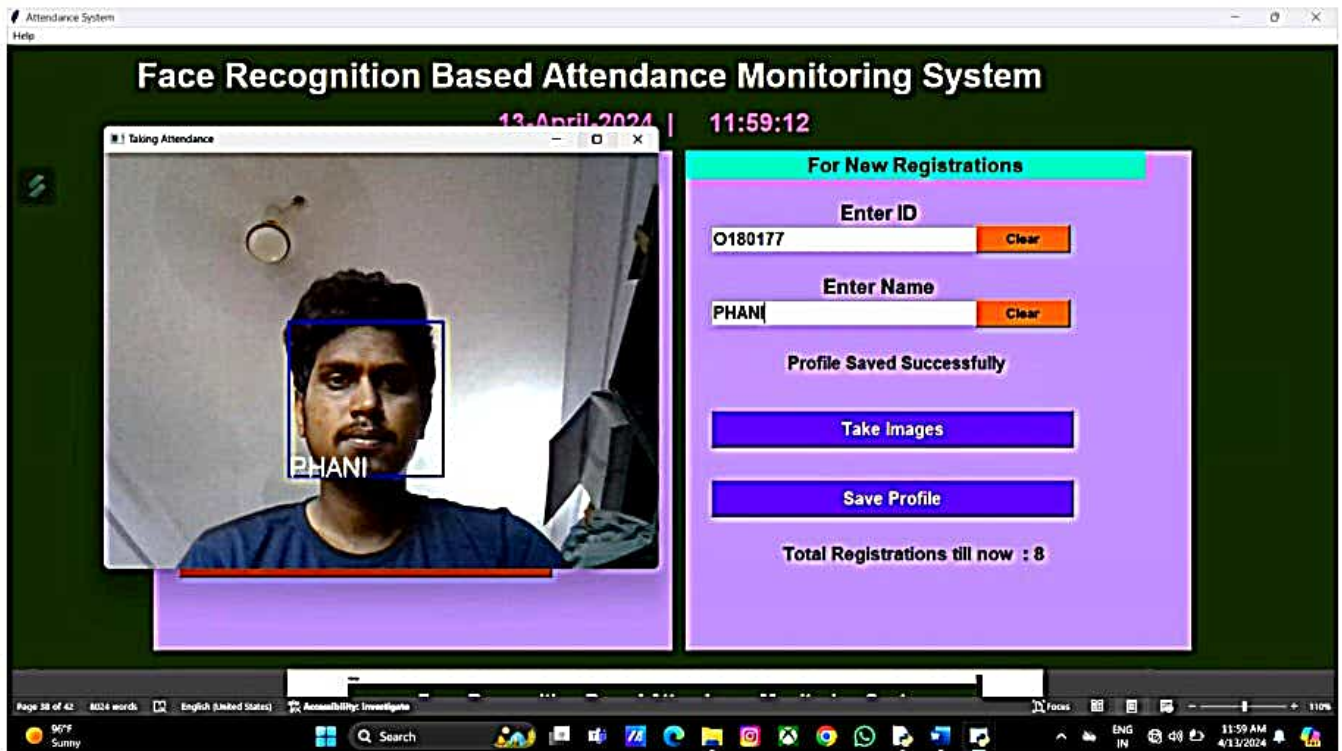 Attendance System
Help
Face Recognition Based Attendance Monitoring System
13-April-2024 | 11:59:12
Taking Attendance
PHANI
For New Registrations
Enter ID
O180177 Clear
Enter Name
PHANI Clear
Profile Saved Successfully
Take Images
Save Profile
Total Registrations till now : 8
Page 38 of 42 8024 words English (United States) Accessibility: Investigate Focus 110%
96°F
Sunny
Search
ENG
IN
11:59 AM
4/13/2024